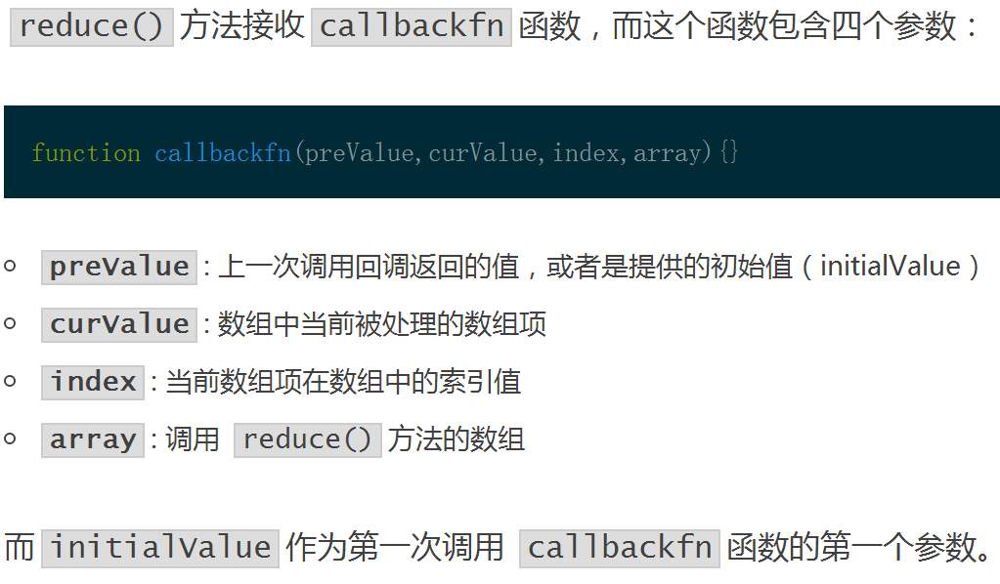 reduce() 方法接收 callbackfn 函数，而这个函数包含四个参数：
function callbackfn(preValue,curValue,index,array){}
preValue : 上一次调用回调返回的值，或者是提供的初始值（initialValue）
curValue : 数组中当前被处理的数组项
index : 当前数组项在数组中的索引值
array : 调用 reduce() 方法的数组
而 initialValue 作为第一次调用 callbackfn 函数的第一个参数。